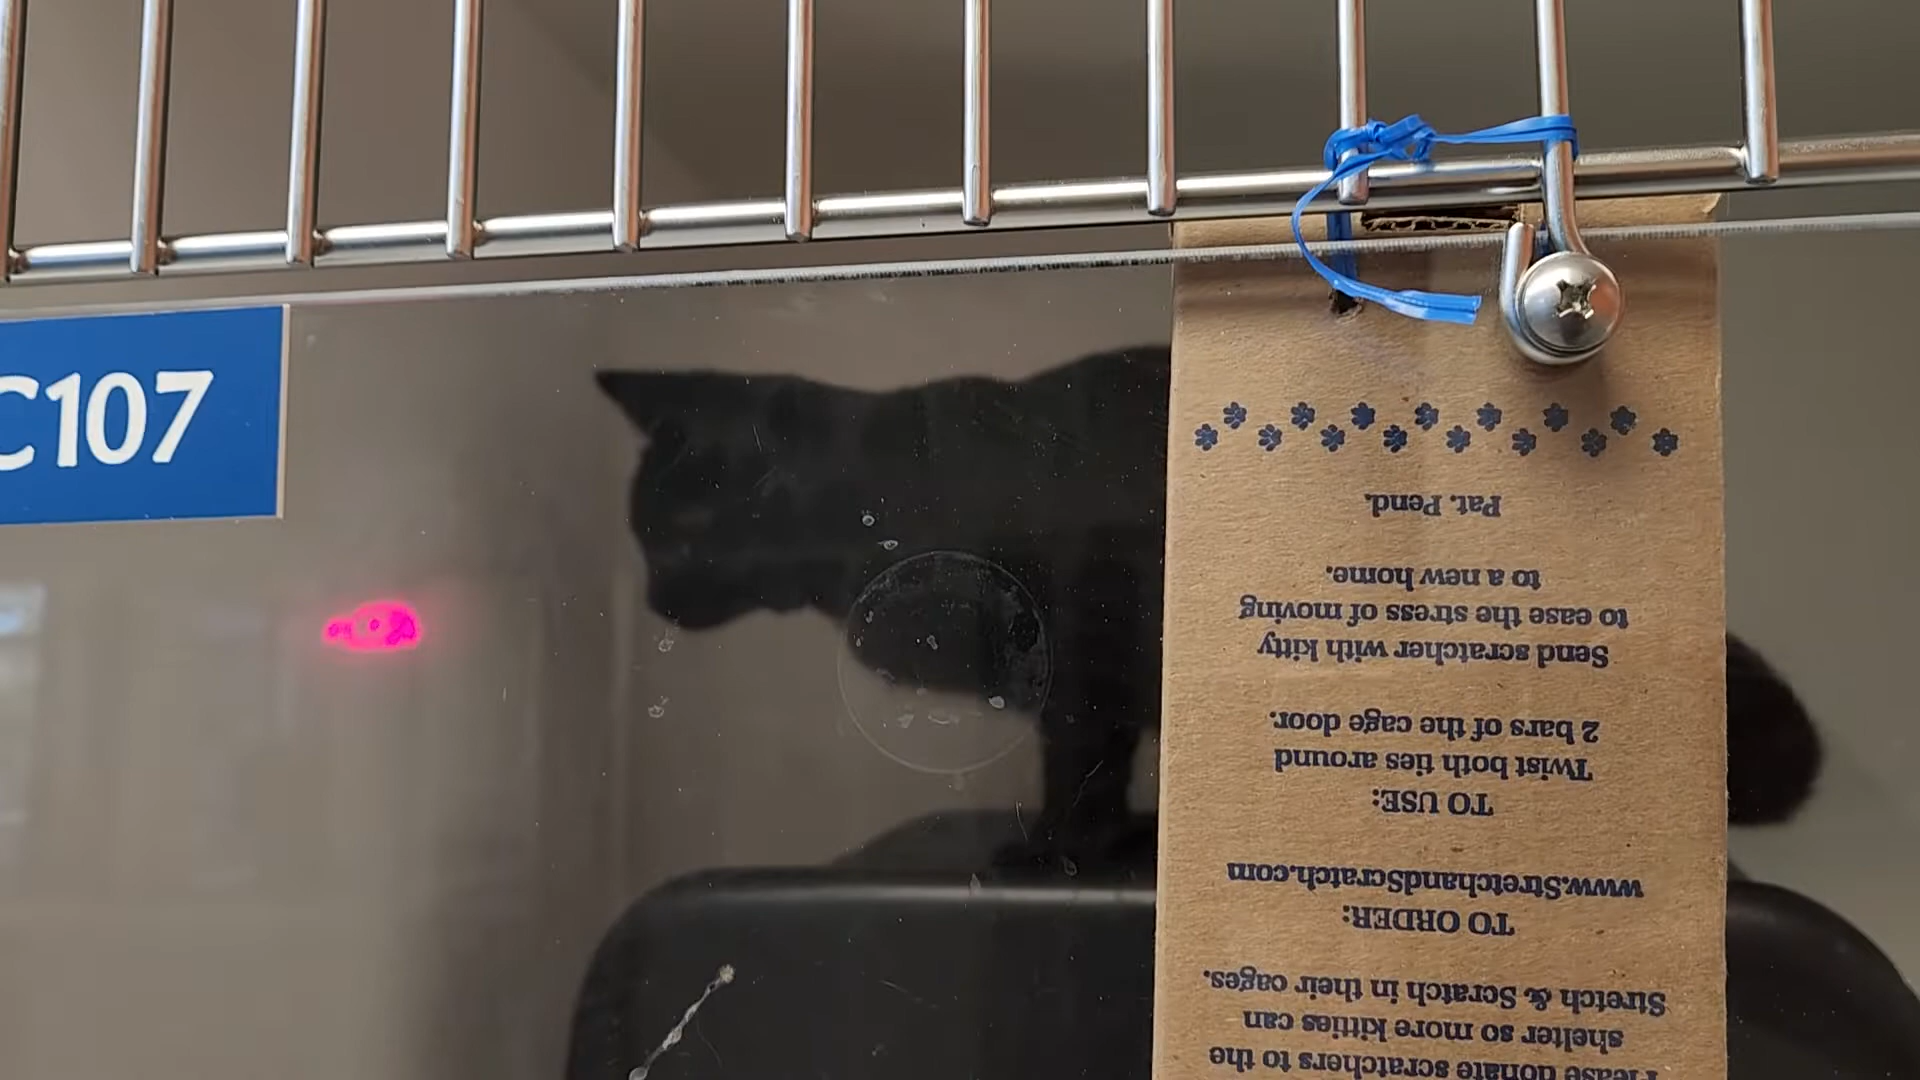 C107
Please donate scratchers to the
shelter so more kitties can
Stretch & Scratch in their cages.
TO ORDER:
www.StretchandScratch.com
TO USE:
Twist both ties around
2 bars of the cage door.
Send scratcher with kitty
to ease the stress of moving
to a new home.
Pat. Pend.